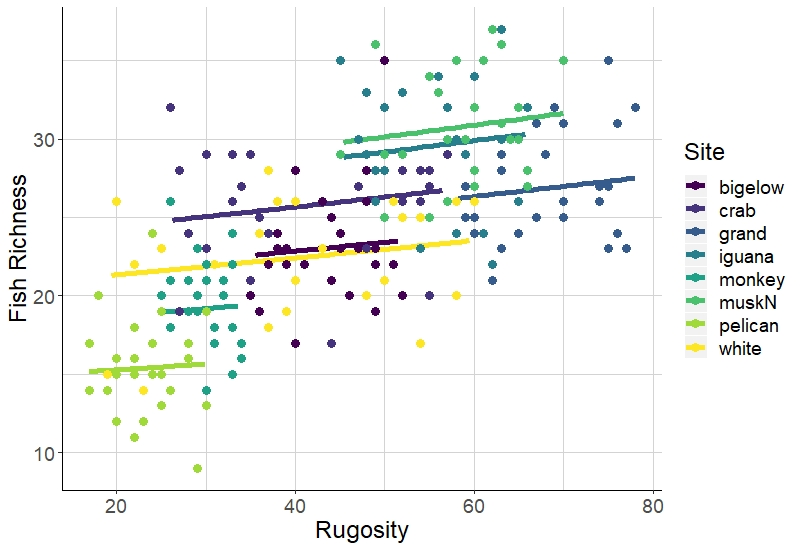 Fish Richness
30
20
10
20
40
60
80
Rugosity
Site
bigelow
crab
grand
iguana
monkey
muskN
pelican
white